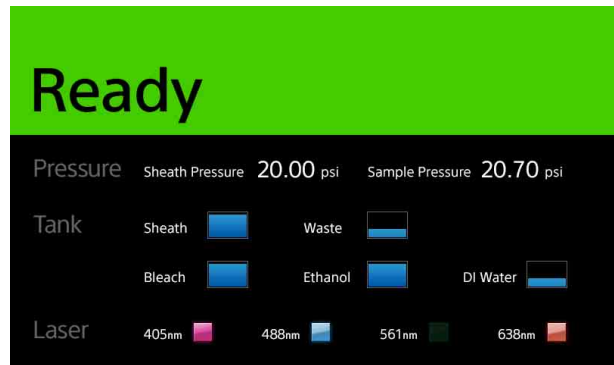 Ready
Pressure Sheath Pressure 20.00 psi Sample Pressure 20.70 psi
Tank Sheath Waste
Bleach Ethanol DI Water
Laser 405nm 488nm 561nm 638nm